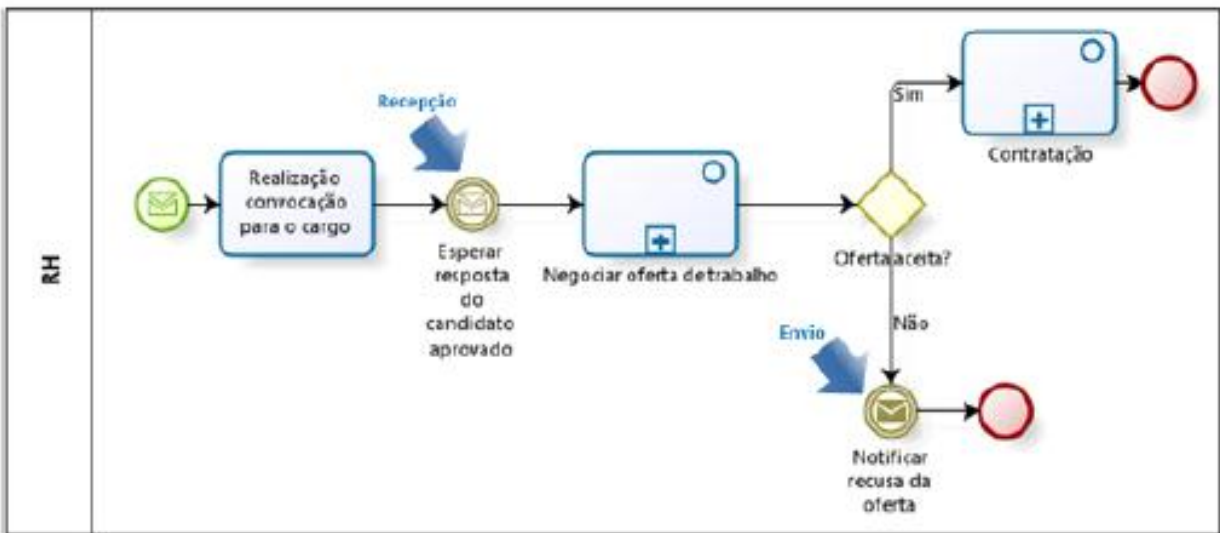 RH
Realização
convocação
para o cargo
Recepção
Esperar
resposta
do
candidato
aprovado
Negociar oferta de trabalho
Oferta aceita?
Sim
Contratação
Não
Envio
Notificar
recusa da
oferta